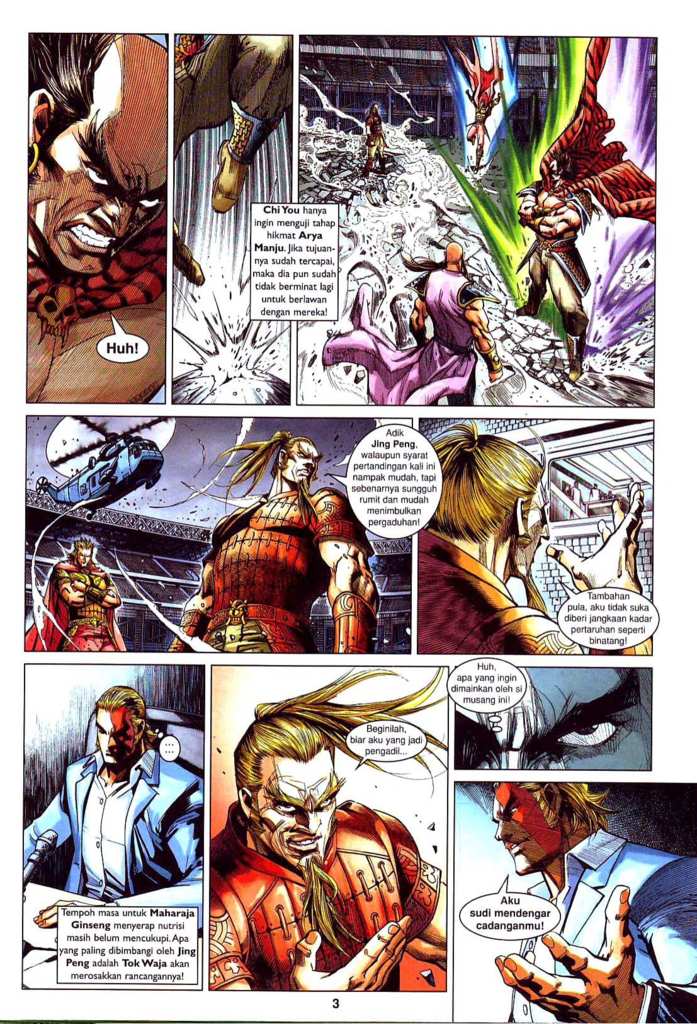 Huh!
Chi You hanya
ingin menguji tahap
hikmat Arya
Manju. Jika tujuan-
nya sudah tercapai,
maka dia pun sudah
tidak berminat lagi
untuk berlawan
dengan mereka!
Adik
Jing Peng,
walaupun syarat
pertandingan kali ini
nampak mudah, tapi
sebenarnya sungguh
rumit dan mudah
menimbulkan
pergaduhan!
Tambahan
pula, aku tidak suka
diberi jangkaan kadar
pertaruhan seperti
binatang!
...
...
Tempoh masa untuk Maharaja
Ginseng menyerap nutrisi
masih belum mencukupi. Apa
yang paling dibimbangi oleh Jing
Peng adalah Tok Waja akan
merosakkan rancangannya!
Beginilah,
biar aku yang jadi
pengadil...
Huh,
apa yang ingin
dimainkan oleh si
musang ini!
Aku
sudi mendengar
cadanganmu!
3